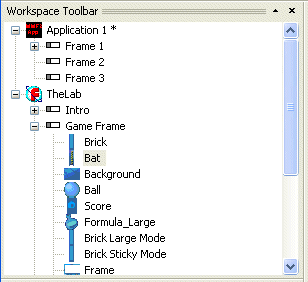 Workspace Toolbar
Application 1 *
Frame 1
Frame 2
Frame 3
TheLab
Intro
Game Frame
Brick
Bat
Background
Ball
Score
Formula_Large
Brick Large Mode
Brick Sticky Mode
Frame